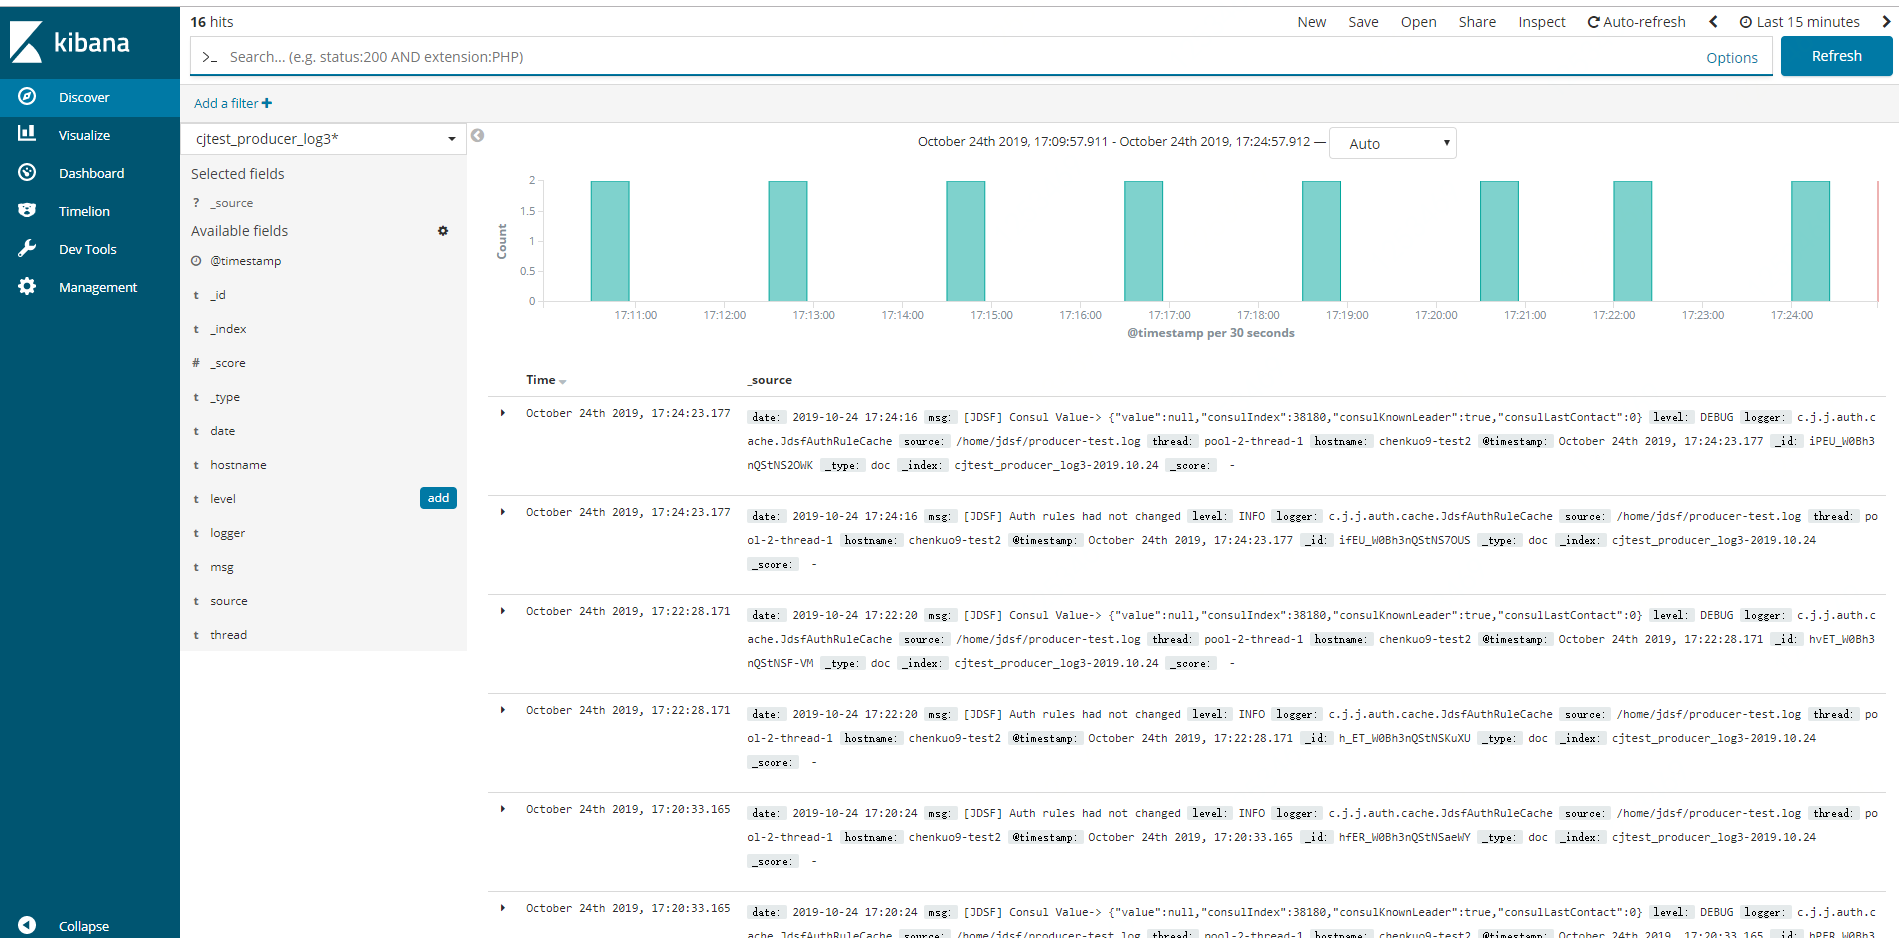 kibana
Discover
Visualize
Dashboard
Timelion
Dev Tools
Management
Collapse
16 hits
New Save Open Share Inspect Auto-refresh Last 15 minutes
>_ Search... (e.g. status:200 AND extension:PHP) Options Refresh
Add a filter +
cjtest_producer_log3*
Selected fields
? _source
Available fields
@timestamp
t _id
t _index
# _score
t _type
t date
t hostname
t level add
t logger
t msg
t source
t thread
October 24th 2019, 17:09:57.911 - October 24th 2019, 17:24:57.912 — Auto
Count
2
1.5
1
0.5
0
17:11:00 17:12:00 17:13:00 17:14:00 17:15:00 17:16:00 17:17:00 17:18:00 17:19:00 17:20:00 17:21:00 17:22:00 17:23:00 17:24:00
@timestamp per 30 seconds
Time _source
October 24th 2019, 17:24:23.177 date: 2019-10-24 17:24:16 msg: [JDSF] Consul Value-> {"value":null,"consulIndex":38180,"consulKnownLeader":true,"consulLastContact":0} level: DEBUG logger: c.j.j.auth.c
ache.JdsfAuthRuleCache source: /home/jdsf/producer-test.log thread: pool-2-thread-1 hostname: chenkuo9-test2 @timestamp: October 24th 2019, 17:24:23.177 _id: iPEU_W0Bh3
nQStNS2OWK _type: doc _index: cjtest_producer_log3-2019.10.24 _score: -
October 24th 2019, 17:24:23.177 date: 2019-10-24 17:24:16 msg: [JDSF] Auth rules had not changed level: INFO logger: c.j.j.auth.cache.JdsfAuthRuleCache source: /home/jdsf/producer-test.log thread: po
ol-2-thread-1 hostname: chenkuo9-test2 @timestamp: October 24th 2019, 17:24:23.177 _id: ifEU_W0Bh3nQStNS7OUS _type: doc _index: cjtest_producer_log3-2019.10.24
_score: -
October 24th 2019, 17:22:28.171 date: 2019-10-24 17:22:20 msg: [JDSF] Consul Value-> {"value":null,"consulIndex":38180,"consulKnownLeader":true,"consulLastContact":0} level: DEBUG logger: c.j.j.auth.c
ache.JdsfAuthRuleCache source: /home/jdsf/producer-test.log thread: pool-2-thread-1 hostname: chenkuo9-test2 @timestamp: October 24th 2019, 17:22:28.171 _id: hvET_W0Bh3
nQStNSF-VM _type: doc _index: cjtest_producer_log3-2019.10.24 _score: -
October 24th 2019, 17:22:28.171 date: 2019-10-24 17:22:20 msg: [JDSF] Auth rules had not changed level: INFO logger: c.j.j.auth.cache.JdsfAuthRuleCache source: /home/jdsf/producer-test.log thread: po
ol-2-thread-1 hostname: chenkuo9-test2 @timestamp: October 24th 2019, 17:22:28.171 _id: h_ET_W0Bh3nQStNSKuXU _type: doc _index: cjtest_producer_log3-2019.10.24
_score: -
October 24th 2019, 17:20:33.165 date: 2019-10-24 17:20:24 msg: [JDSF] Auth rules had not changed level: INFO logger: c.j.j.auth.cache.JdsfAuthRuleCache source: /home/jdsf/producer-test.log thread: po
ol-2-thread-1 hostname: chenkuo9-test2 @timestamp: October 24th 2019, 17:20:33.165 _id: hfER_W0Bh3nQStNSaeWY _type: doc _index: cjtest_producer_log3-2019.10.24
_score: -
October 24th 2019, 17:20:33.165 date: 2019-10-24 17:20:24 msg: [JDSF] Consul Value-> {"value":null,"consulIndex":38180,"consulKnownLeader":true,"consulLastContact":0} level: DEBUG logger: c.j.j.auth.c
ache.JdsfAuthRuleCache source: /home/jdsf/producer-test.log thread: pool-2-thread-1 hostname: chenkuo9-test2 @timestamp: October 24th 2019, 17:20:33.165 _id: hPER_W0Bh3